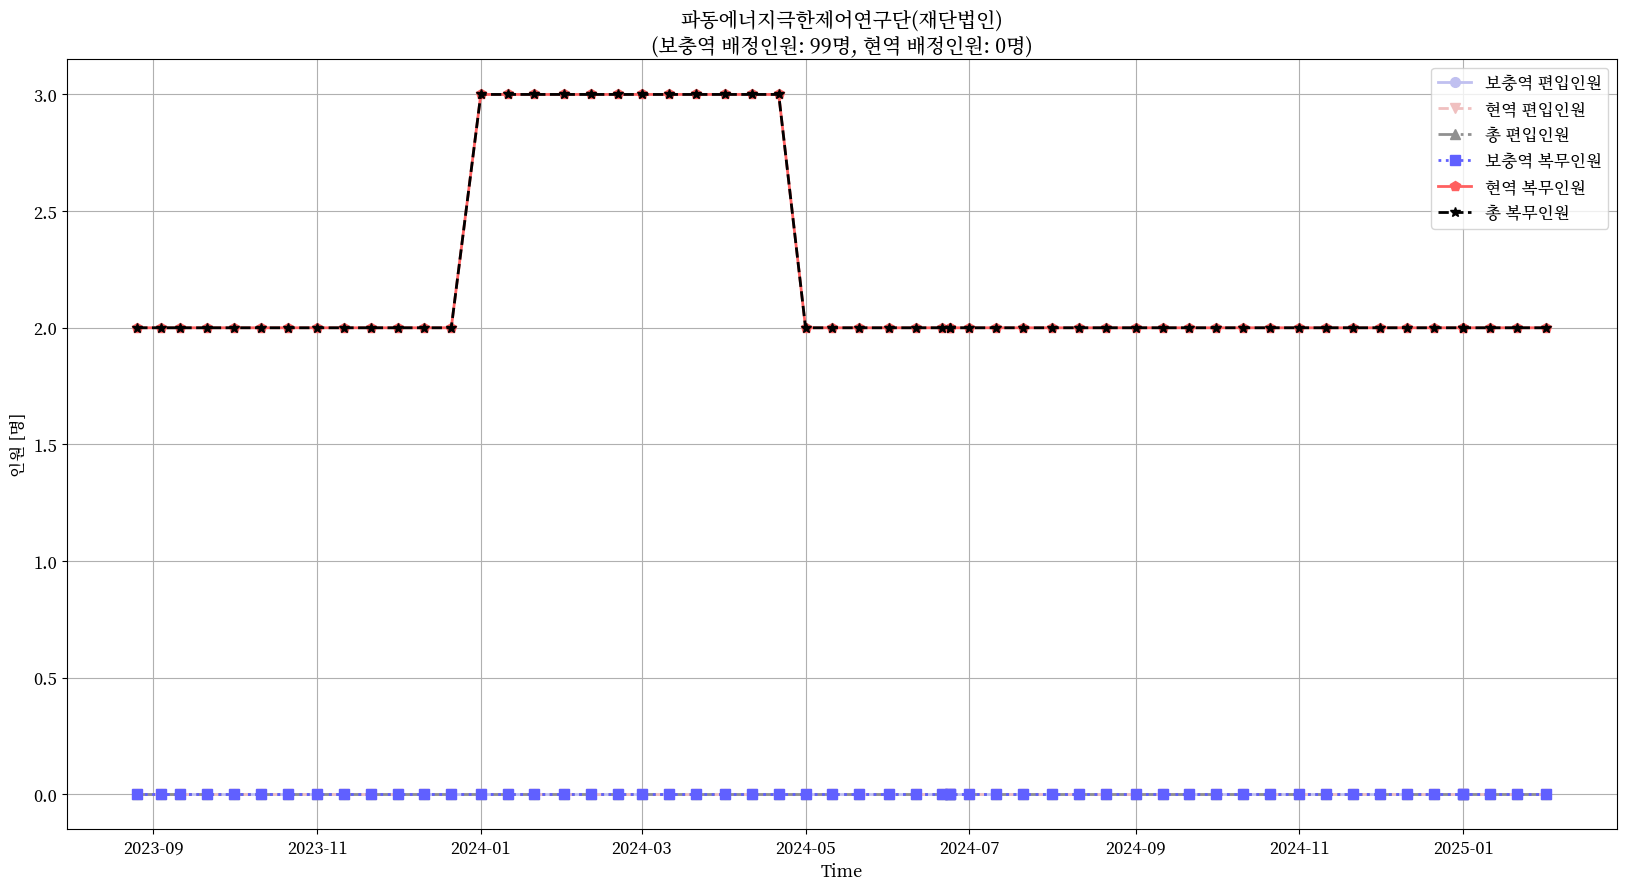 파동에너지극한제어연구단(재단법인)
(보충역 배정인원: 99명, 현역 배정인원: 0명)
보충역 편입인원
현역 편입인원
총 편입인원
보충역 복무인원
현역 복무인원
총 복무인원
인원 [명]
3.0
2.5
2.0
1.5
1.0
0.5
0.0
2023-09
2023-11
2024-01
2024-03
2024-05
2024-07
2024-09
2024-11
2025-01
Time